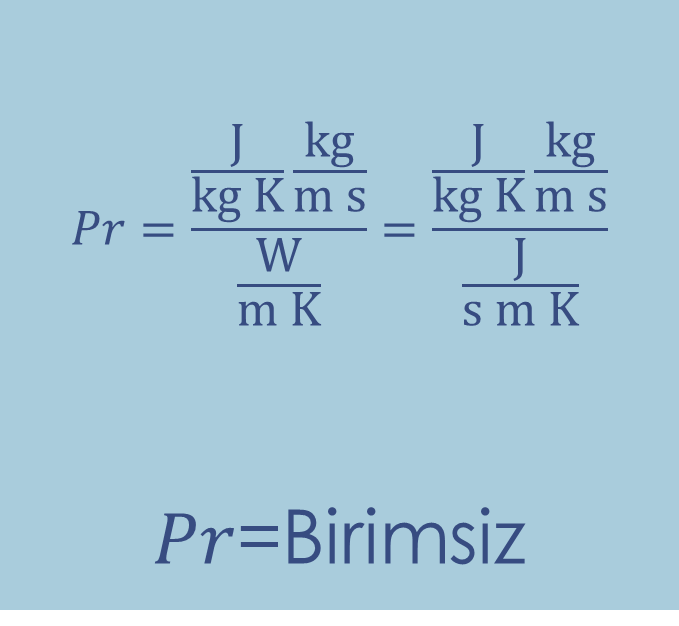 Pr = J/(kg K) kg/(m s) / W/(m K) = J/(kg K) kg/(m s) / J/(s m K)
Pr=Birimsiz